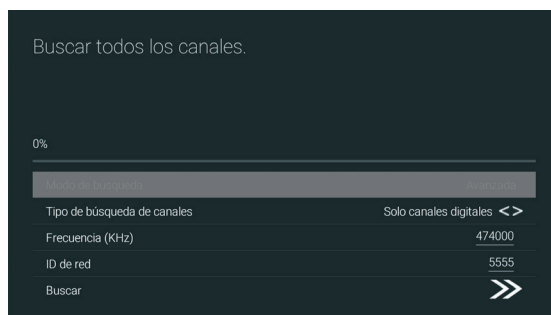 Buscar todos los canales.
0%
Modo de búsqueda Avanzada
Tipo de búsqueda de canales Solo canales digitales <>
Frecuencia (KHz) 474000
ID de red 5555
Buscar